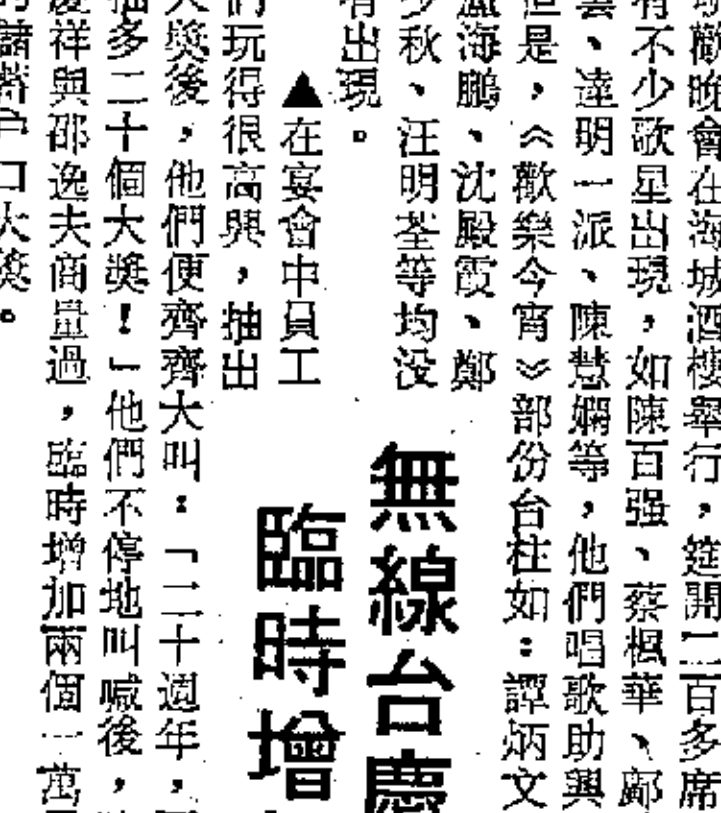 歡晚會在海城酒樓舉行，筵開二百多席
有不少歌星出現，如陳百强、蔡楓華、鄺
雲、達明一派、陳慧嫻等，他們唱歌助興
但是，《歡樂今宵》部份台柱如：譚炳文
盧海鵬、沈殿霞、鄭
少秋、汪明荃等均没
有出現。
無線台慶
臨時增
▲在宴會中員工
們玩得很高興，抽出
大獎後，他們便齊齊大叫：「二十週年，
抽多二十個大獎！」他們不停地叫喊後，
慶祥與邵逸夫商量過，臨時增加兩個一萬
的儲蓄戶口大獎。